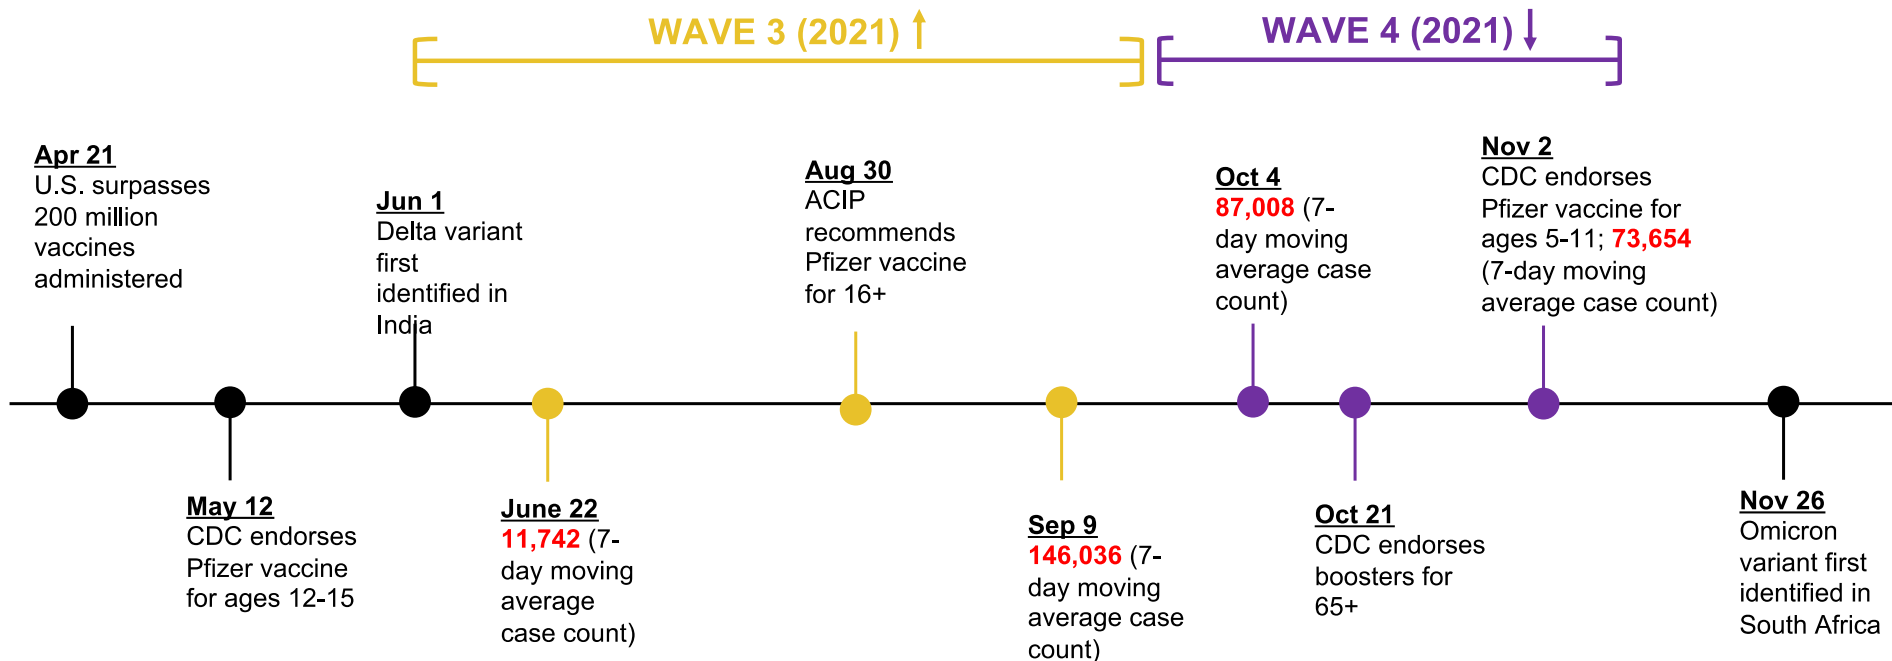 WAVE 3 (2021)
WAVE 4 (2021)
Apr 21
U.S. surpasses
200 million
vaccines
administered
May 12
CDC endorses
Pfizer vaccine
for ages 12-15
Jun 1
Delta variant
first
identified in
India
June 22
11,742 (7-
day moving
average
case count)
Aug 30
ACIP
recommends
Pfizer vaccine
for 16+
Sep 9
146,036 (7-
day moving
average case
count)
Oct 4
87,008 (7-
day moving
average case
count)
Oct 21
CDC endorses
boosters for
65+
Nov 2
CDC endorses
Pfizer vaccine for
ages 5-11; 73,654
(7-day moving
average case count)
Nov 26
Omicron
variant first
identified in
South Africa